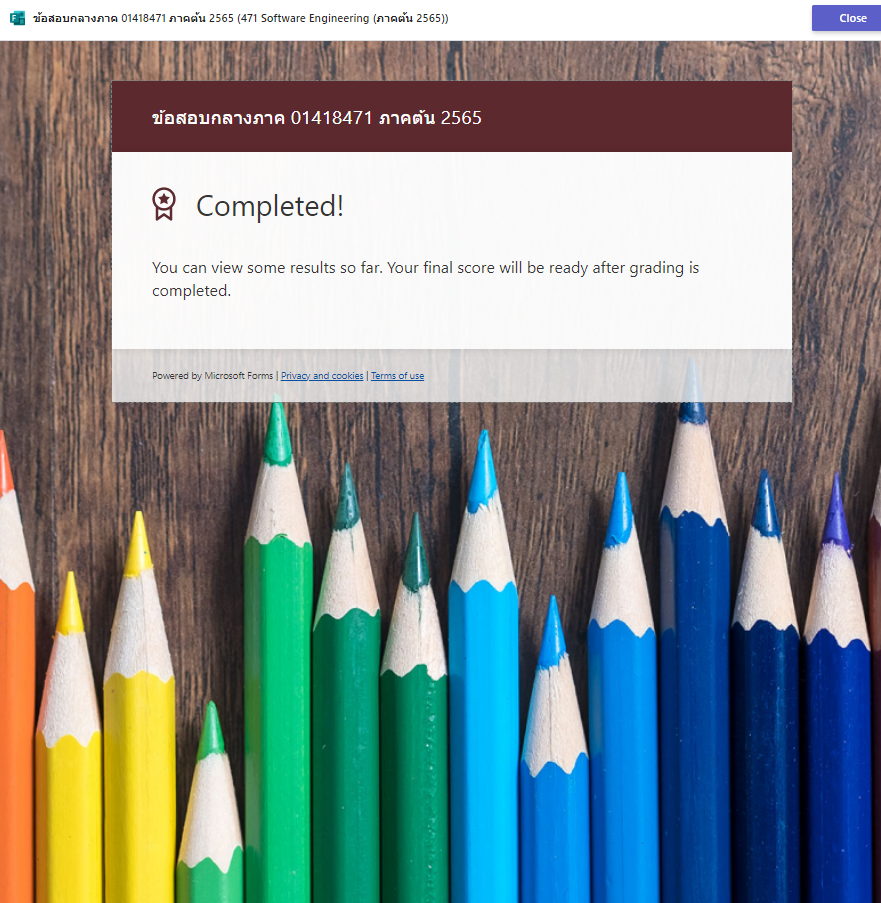 ข้อสอบกลางภาค 01418471 ภาคต้น 2565 (471 Software Engineering (ภาคต้น 2565))
Close
ข้อสอบกลางภาค 01418471 ภาคต้น 2565
Completed!
You can view some results so far. Your final score will be ready after grading is
completed.
Powered by Microsoft Forms | Privacy and cookies | Terms of use